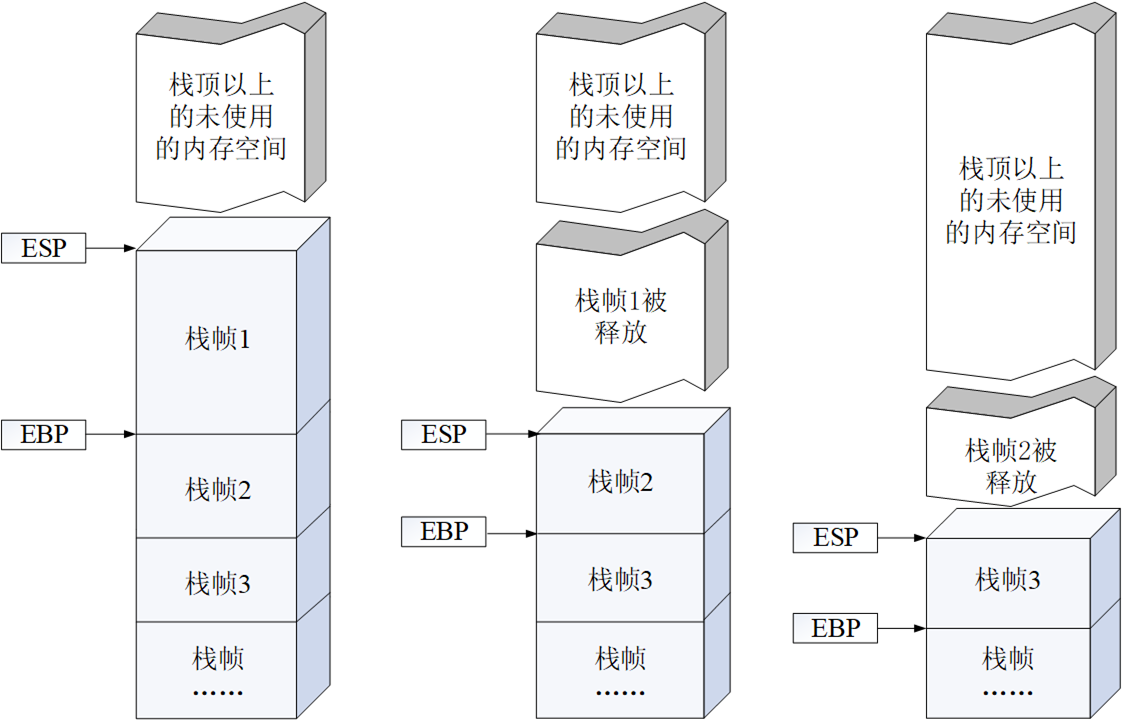 栈顶以上
的未使用
的内存空间
ESP
栈帧1
EBP
栈帧2
栈帧3
栈帧
……
栈顶以上
的未使用
的内存空间
栈帧1被
释放
ESP
栈帧2
EBP
栈帧3
栈帧
……
栈顶以上
的未使用
的内存空间
栈帧2被
释放
ESP
栈帧3
EBP
栈帧
……